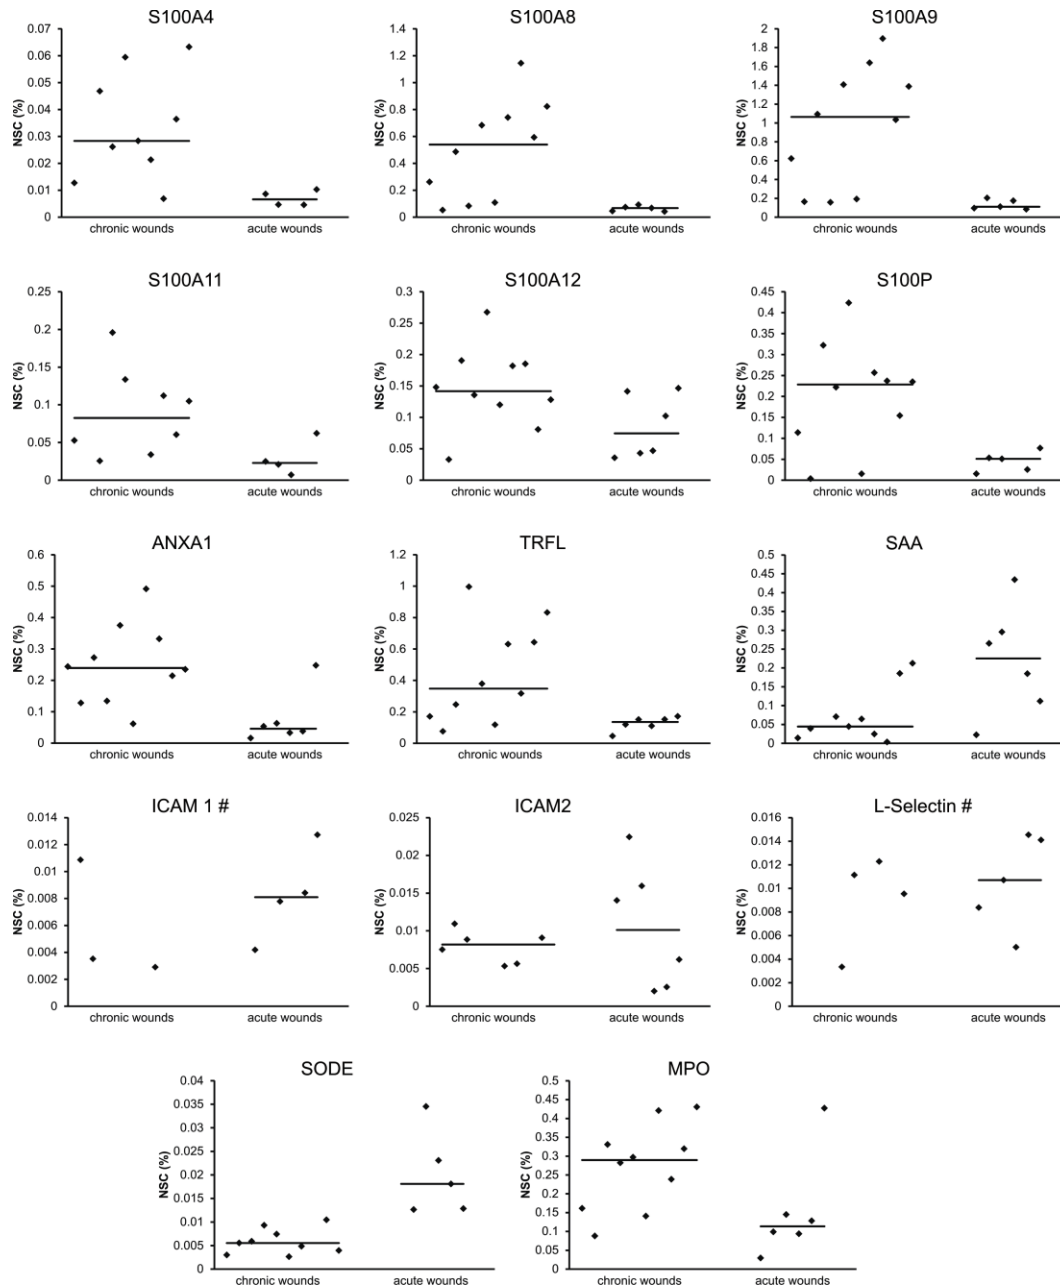 S100A4
0.07
0.06
0.05
0.04
0.03
0.02
0.01
0
NSC (%)
chronic wounds acute wounds
S100A8
1.4
1.2
1
0.8
0.6
0.4
0.2
0
NSC (%)
chronic wounds acute wounds
S100A9
2
1.8
1.6
1.4
1.2
1
0.8
0.6
0.4
0.2
0
NSC (%)
chronic wounds acute wounds
S100A11
0.25
0.2
0.15
0.1
0.05
0
NSC (%)
chronic wounds acute wounds
S100A12
0.3
0.25
0.2
0.15
0.1
0.05
0
NSC (%)
chronic wounds acute wounds
S100P
0.45
0.4
0.35
0.3
0.25
0.2
0.15
0.1
0.05
0
NSC (%)
chronic wounds acute wounds
ANXA1
0.6
0.5
0.4
0.3
0.2
0.1
0
NSC (%)
chronic wounds acute wounds
TRFL
1.2
1
0.8
0.6
0.4
0.2
0
NSC (%)
chronic wounds acute wounds
SAA
0.5
0.45
0.4
0.35
0.3
0.25
0.2
0.15
0.1
0.05
0
NSC (%)
chronic wounds acute wounds
ICAM 1 #
0.014
0.012
0.01
0.008
0.006
0.004
0.002
0
NSC (%)
chronic wounds acute wounds
ICAM2
0.025
0.02
0.015
0.01
0.005
0
NSC (%)
chronic wounds acute wounds
L-Selectin #
0.016
0.014
0.012
0.01
0.008
0.006
0.004
0.002
0
NSC (%)
chronic wounds acute wounds
SODE
0.04
0.035
0.03
0.025
0.02
0.015
0.01
0.005
0
NSC (%)
chronic wounds acute wounds
MPO
0.5
0.45
0.4
0.35
0.3
0.25
0.2
0.15
0.1
0.05
0
NSC (%)
chronic wounds acute wounds